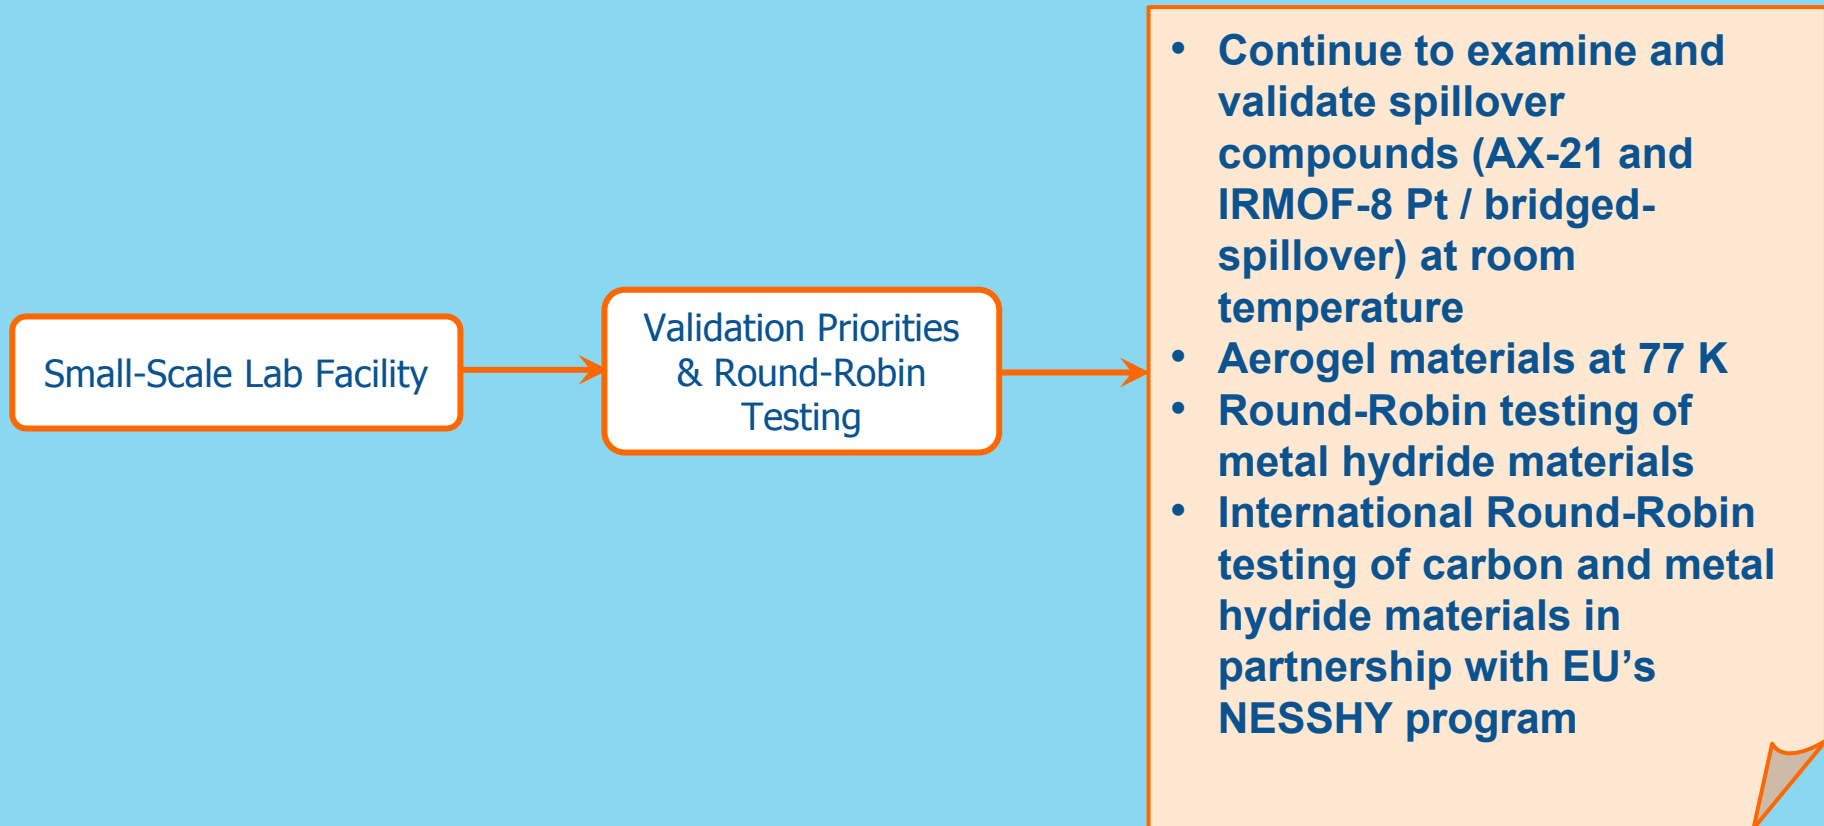 Small-Scale Lab Facility
Validation Priorities
& Round-Robin
Testing
• Continue to examine and
validate spillover
compounds (AX-21 and
IRMOF-8 Pt / bridged-
spillover) at room
temperature
• Aerogel materials at 77 K
• Round-Robin testing of
metal hydride materials
• International Round-Robin
testing of carbon and metal
hydride materials in
partnership with EU’s
NESSHY program